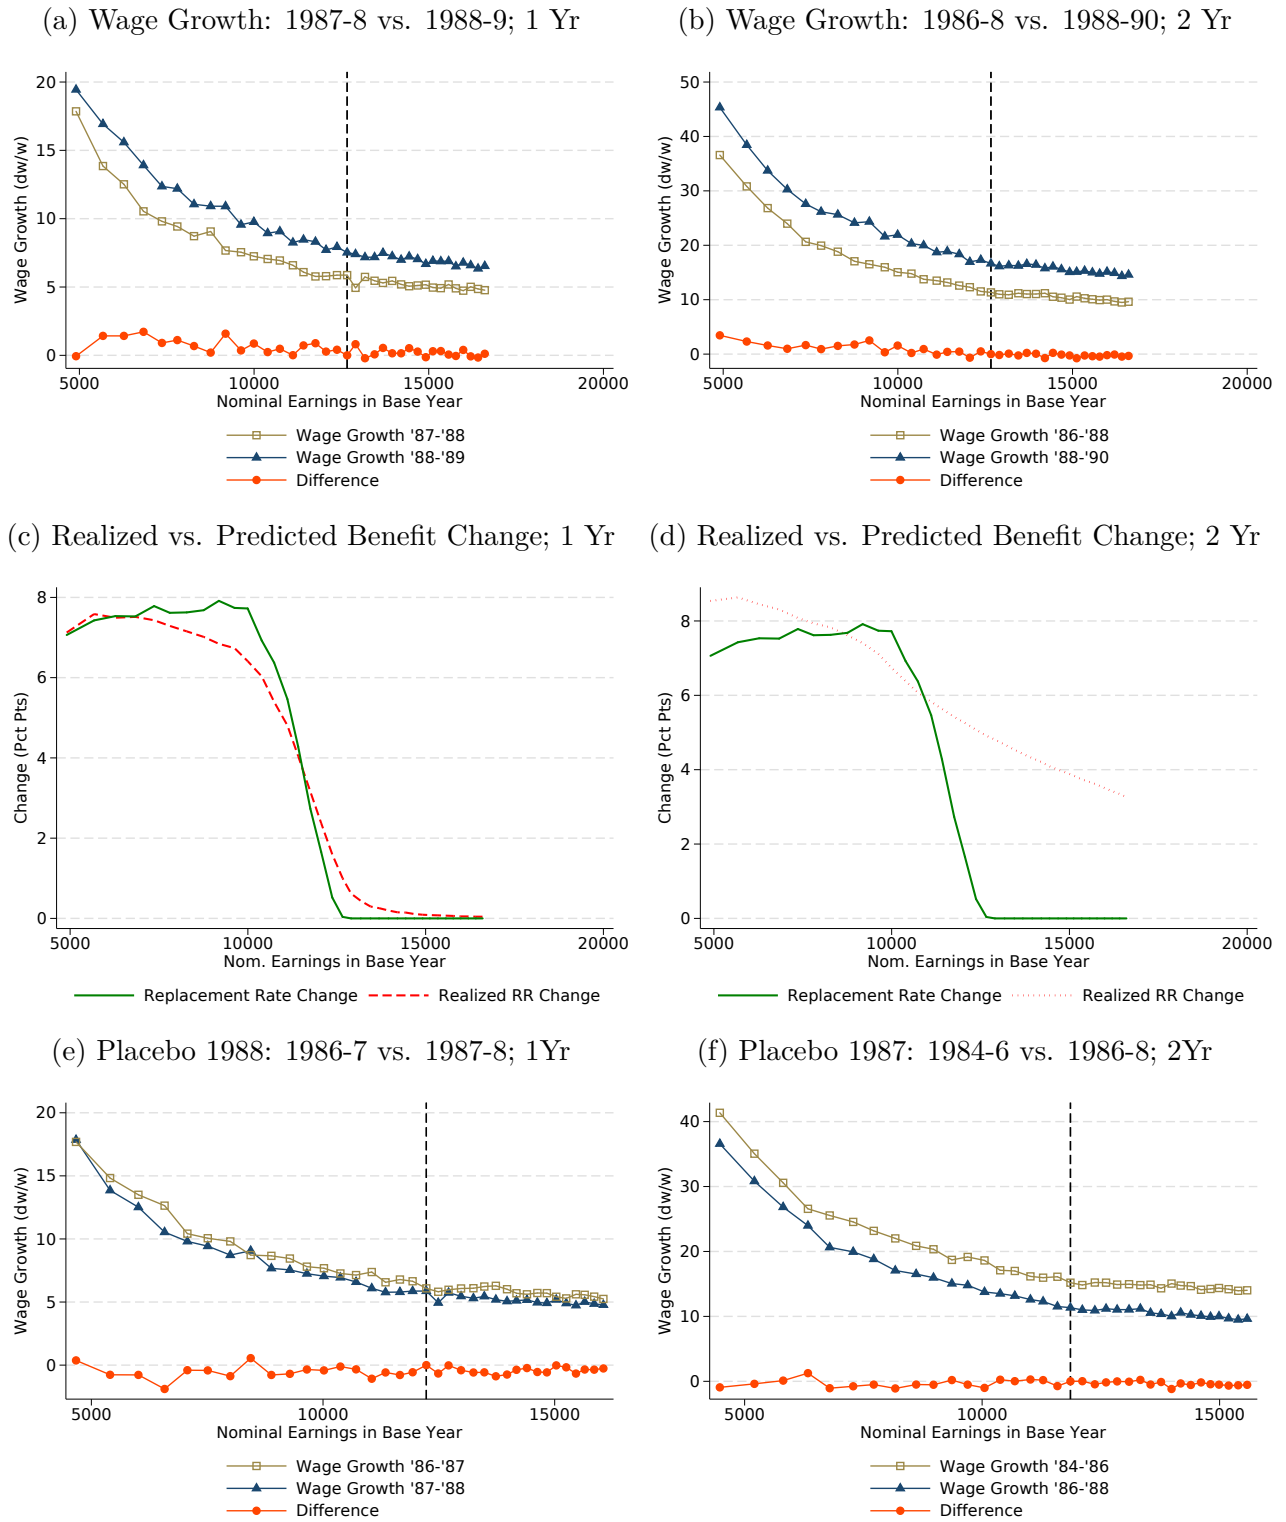 (a) Wage Growth: 1987-8 vs. 1988-9; 1 Yr
Wage Growth (dw/w)
20
15
10
5
0
5000 10000 15000 20000
Nominal Earnings in Base Year
Wage Growth '87-'88
Wage Growth '88-'89
Difference
(b) Wage Growth: 1986-8 vs. 1988-90; 2 Yr
Wage Growth (dw/w)
50
40
30
20
10
0
5000 10000 15000 20000
Nominal Earnings in Base Year
Wage Growth '86-'88
Wage Growth '88-'90
Difference
(c) Realized vs. Predicted Benefit Change; 1 Yr
Change (Pct Pts)
8
6
4
2
0
5000 10000 15000 20000
Nom. Earnings in Base Year
Replacement Rate Change Realized RR Change
(d) Realized vs. Predicted Benefit Change; 2 Yr
Change (Pct Pts)
8
6
4
2
0
5000 10000 15000 20000
Nom. Earnings in Base Year
Replacement Rate Change Realized RR Change
(e) Placebo 1988: 1986-7 vs. 1987-8; 1Yr
Wage Growth (dw/w)
20
15
10
5
0
5000 10000 15000
Nominal Earnings in Base Year
Wage Growth '86-'87
Wage Growth '87-'88
Difference
(f) Placebo 1987: 1984-6 vs. 1986-8; 2Yr
Wage Growth (dw/w)
40
30
20
10
0
5000 10000 15000
Nominal Earnings in Base Year
Wage Growth '84-'86
Wage Growth '86-'88
Difference